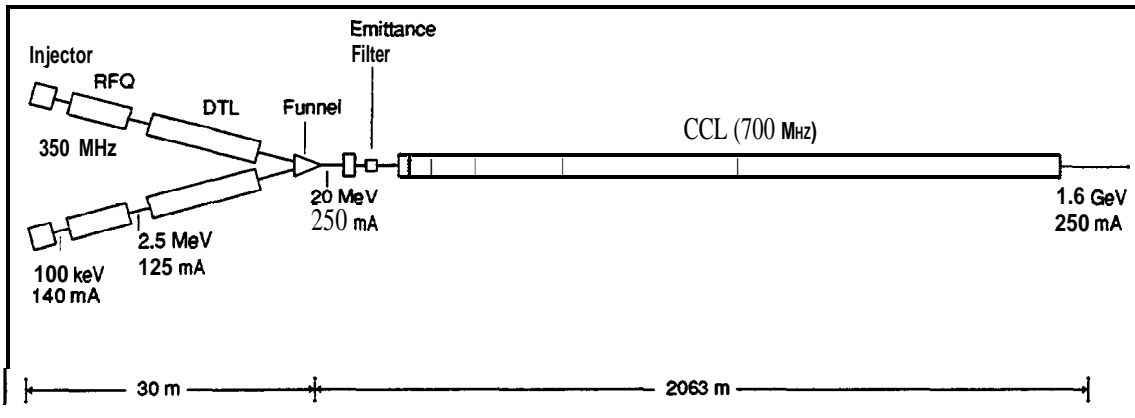 Emittance
Filter
Injector
RFQ
DTL
Funnel
350 MHz
CCL (700 MHz)
20 MeV
250 mA
1.6 GeV
250 mA
2.5 MeV
125 mA
100 keV
140 mA
30 m
2063 m